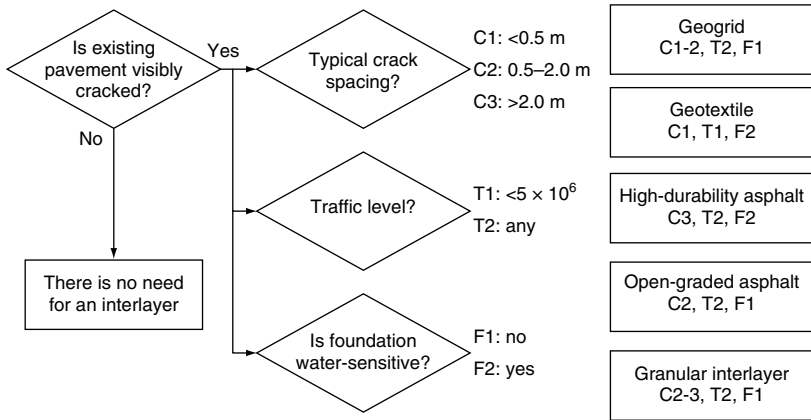 Is existing
pavement visibly
cracked?
Yes
No
There is no need
for an interlayer
Typical crack
spacing?
C1: <0.5 m
C2: 0.5–2.0 m
C3: >2.0 m
Traffic level?
T1: <5 × 10⁶
T2: any
Is foundation
water-sensitive?
F1: no
F2: yes
Geogrid
C1-2, T2, F1
Geotextile
C1, T1, F2
High-durability asphalt
C3, T2, F2
Open-graded asphalt
C2, T2, F1
Granular interlayer
C2-3, T2, F1